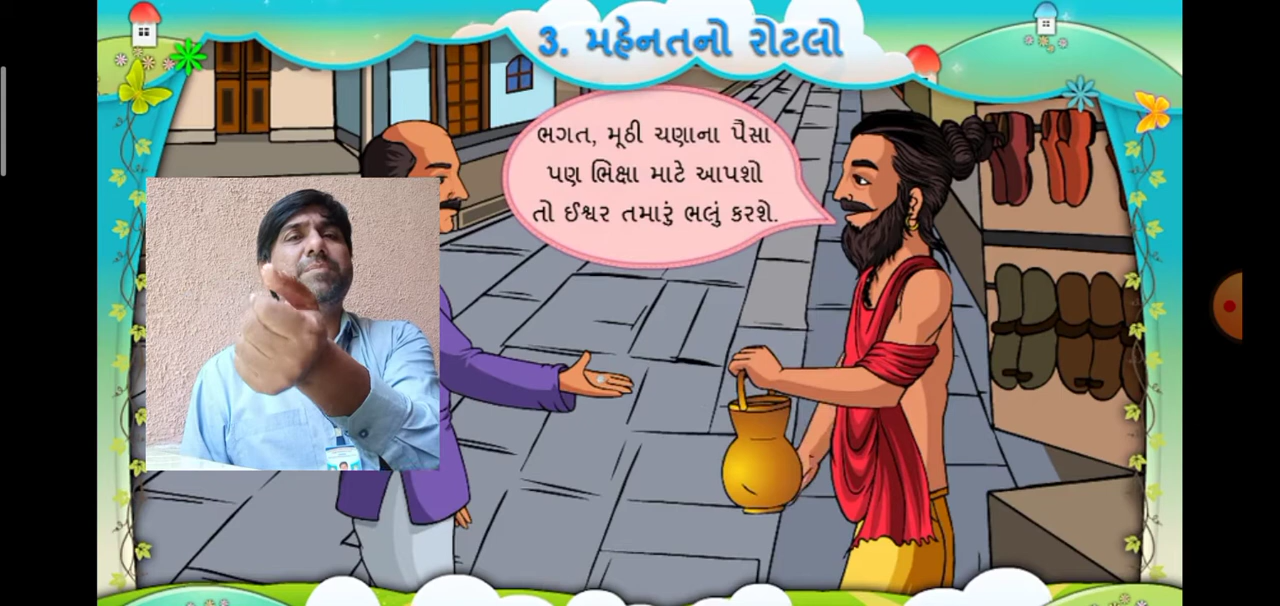 3. મહેનતનો રોટલો
ભગત, મૂઠી ચણાના પૈસા
પણ ભિક્ષા માટે આપશો
તો ઈશ્વર તમારું ભલું કરશે.